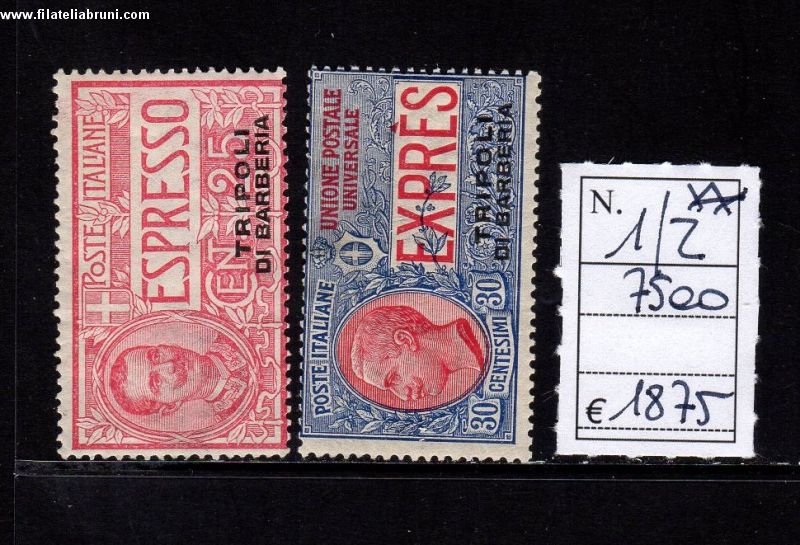 www.filateliabruni.com
POSTE ITALIANE
ESPRESSO
CENT 25
TRIPOLI
DI BARBERIA
UNIONE POSTALE
UNIVERSALE
EXPRÈS
TRIPOLI
DI BARBERIA
POSTE ITALIANE
30 CENTESIMI 30
N. 1/2
7500
€ 1875